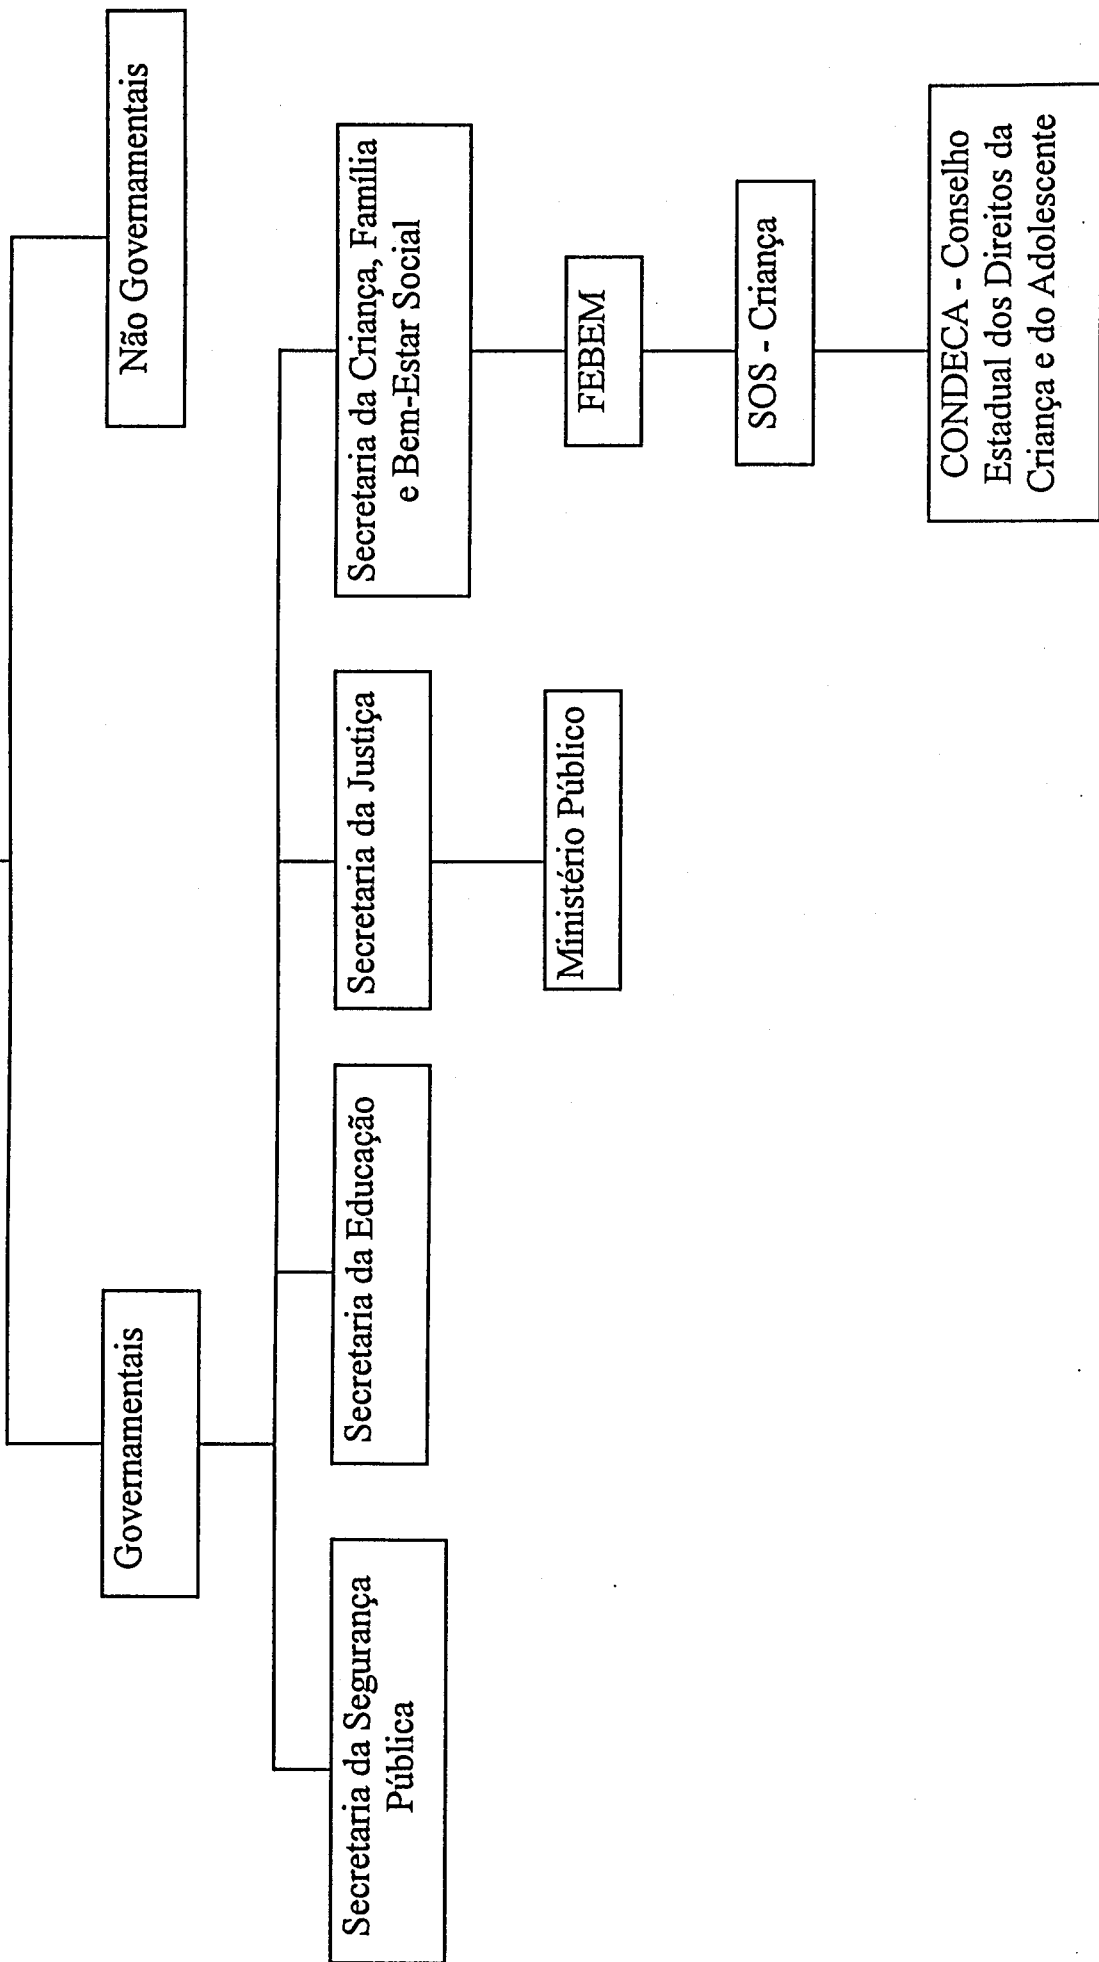 Governamentais
Não Governamentais
Secretaria da Segurança
Pública
Secretaria da Educação
Secretaria da Justiça
Secretaria da Criança, Família
e Bem-Estar Social
Ministério Público
FEBEM
SOS - Criança
CONDECA - Conselho
Estadual dos Direitos da
Criança e do Adolescente